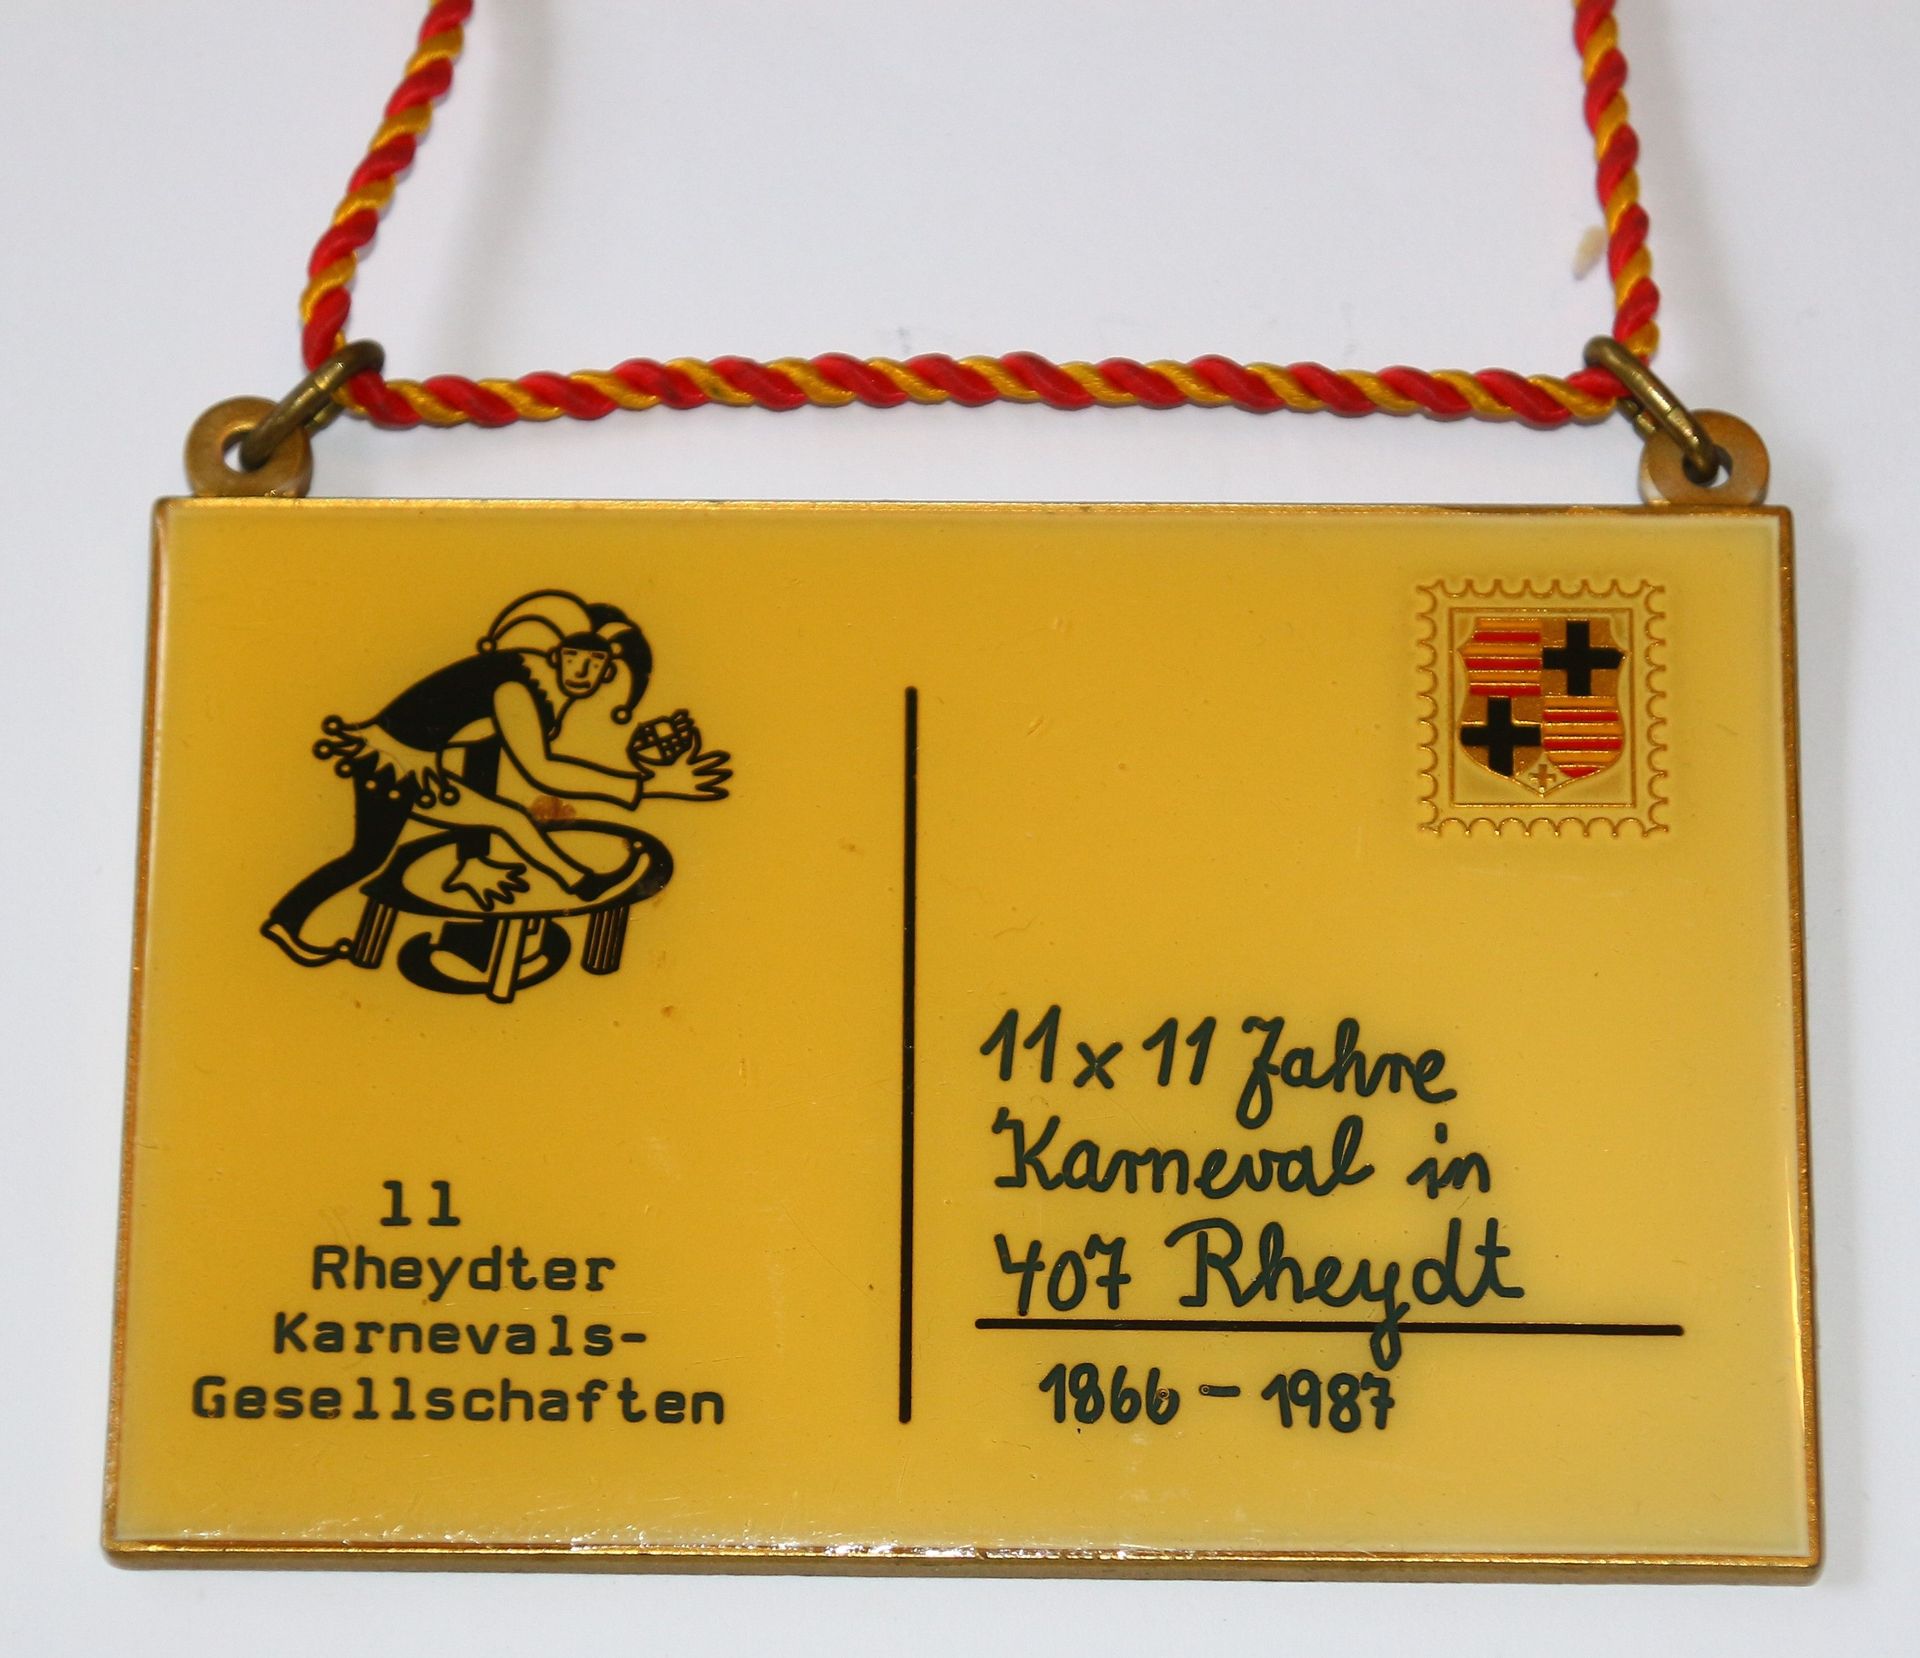 11
Rheydter
Karnevals-
Gesellschaften
11 x 11 Jahre
Karneval in
407 Rheydt
1866 - 1987